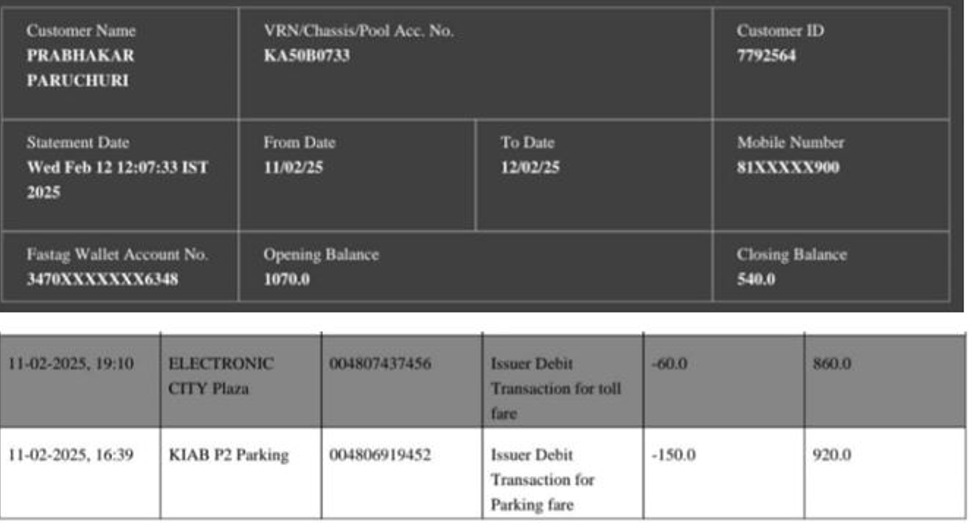 Customer Name
PRABHAKAR
PARUCHURI
VRN/Chassis/Pool Acc. No.
KA50B0733
Customer ID
7792564
Statement Date
Wed Feb 12 12:07:33 IST
2025
From Date
11/02/25
To Date
12/02/25
Mobile Number
81XXXXX900
Fastag Wallet Account No.
3470XXXXXXX6348
Opening Balance
1070.0
Closing Balance
540.0
11-02-2025, 19:10
ELECTRONIC
CITY Plaza
004807437456
Issuer Debit
Transaction for toll
fare
-60.0
860.0
11-02-2025, 16:39
KIAB P2 Parking
004806919452
Issuer Debit
Transaction for
Parking fare
-150.0
920.0